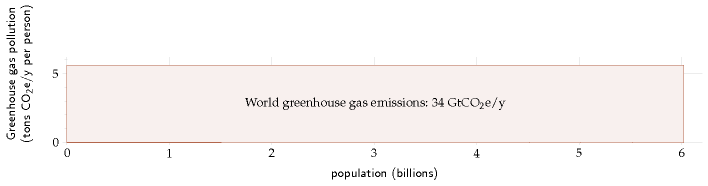 Greenhouse gas pollution
(tons CO₂e/y per person)
5
0
World greenhouse gas emissions: 34 GtCO₂e/y
0 1 2 3 4 5 6
population (billions)